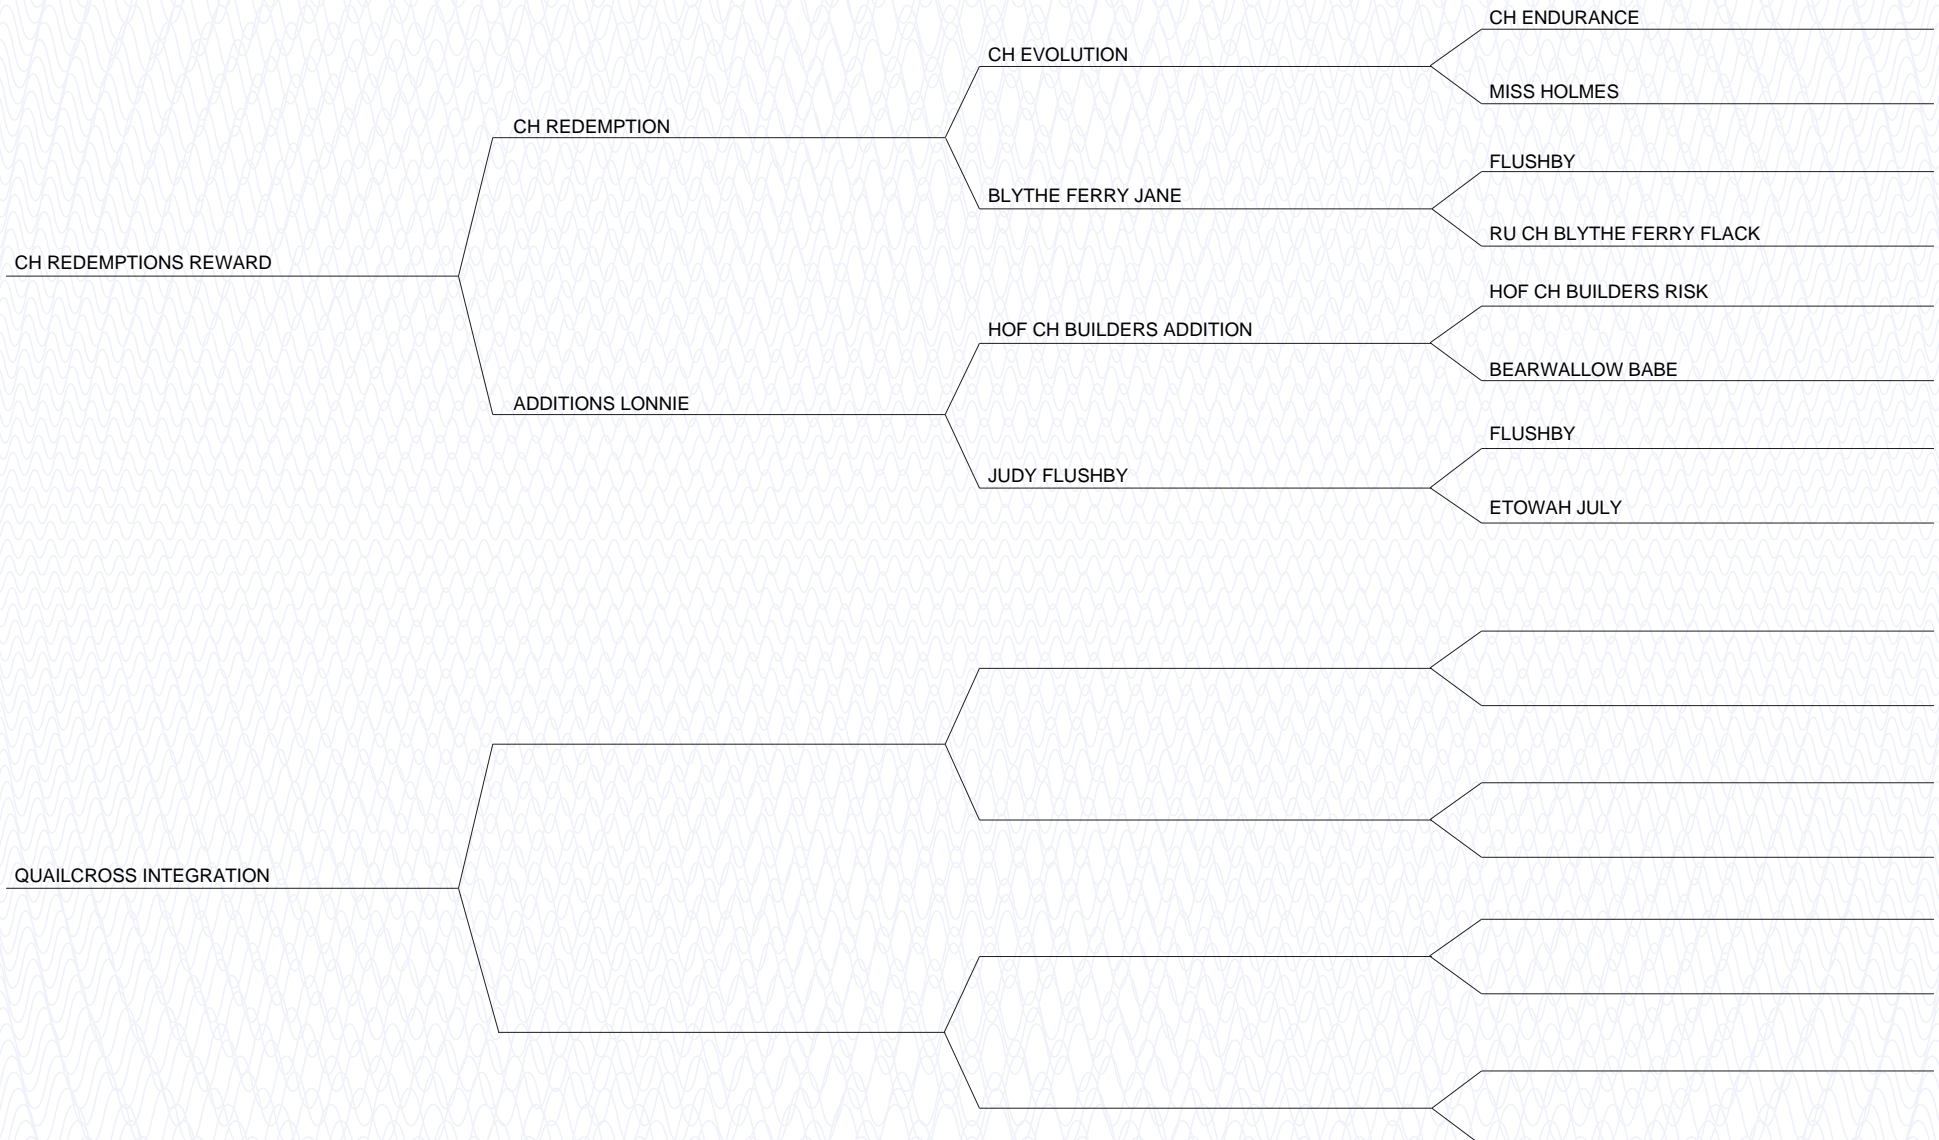 CH ENDURANCE
CH EVOLUTION
MISS HOLMES
CH REDEMPTION
FLUSHBY
BLYTHE FERRY JANE
RU CH BLYTHE FERRY FLACK
CH REDEMPTIONS REWARD
HOF CH BUILDERS RISK
HOF CH BUILDERS ADDITION
BEARWALLOW BABE
ADDITIONS LONNIE
FLUSHBY
JUDY FLUSHBY
ETOWAH JULY
QUAILCROSS INTEGRATION